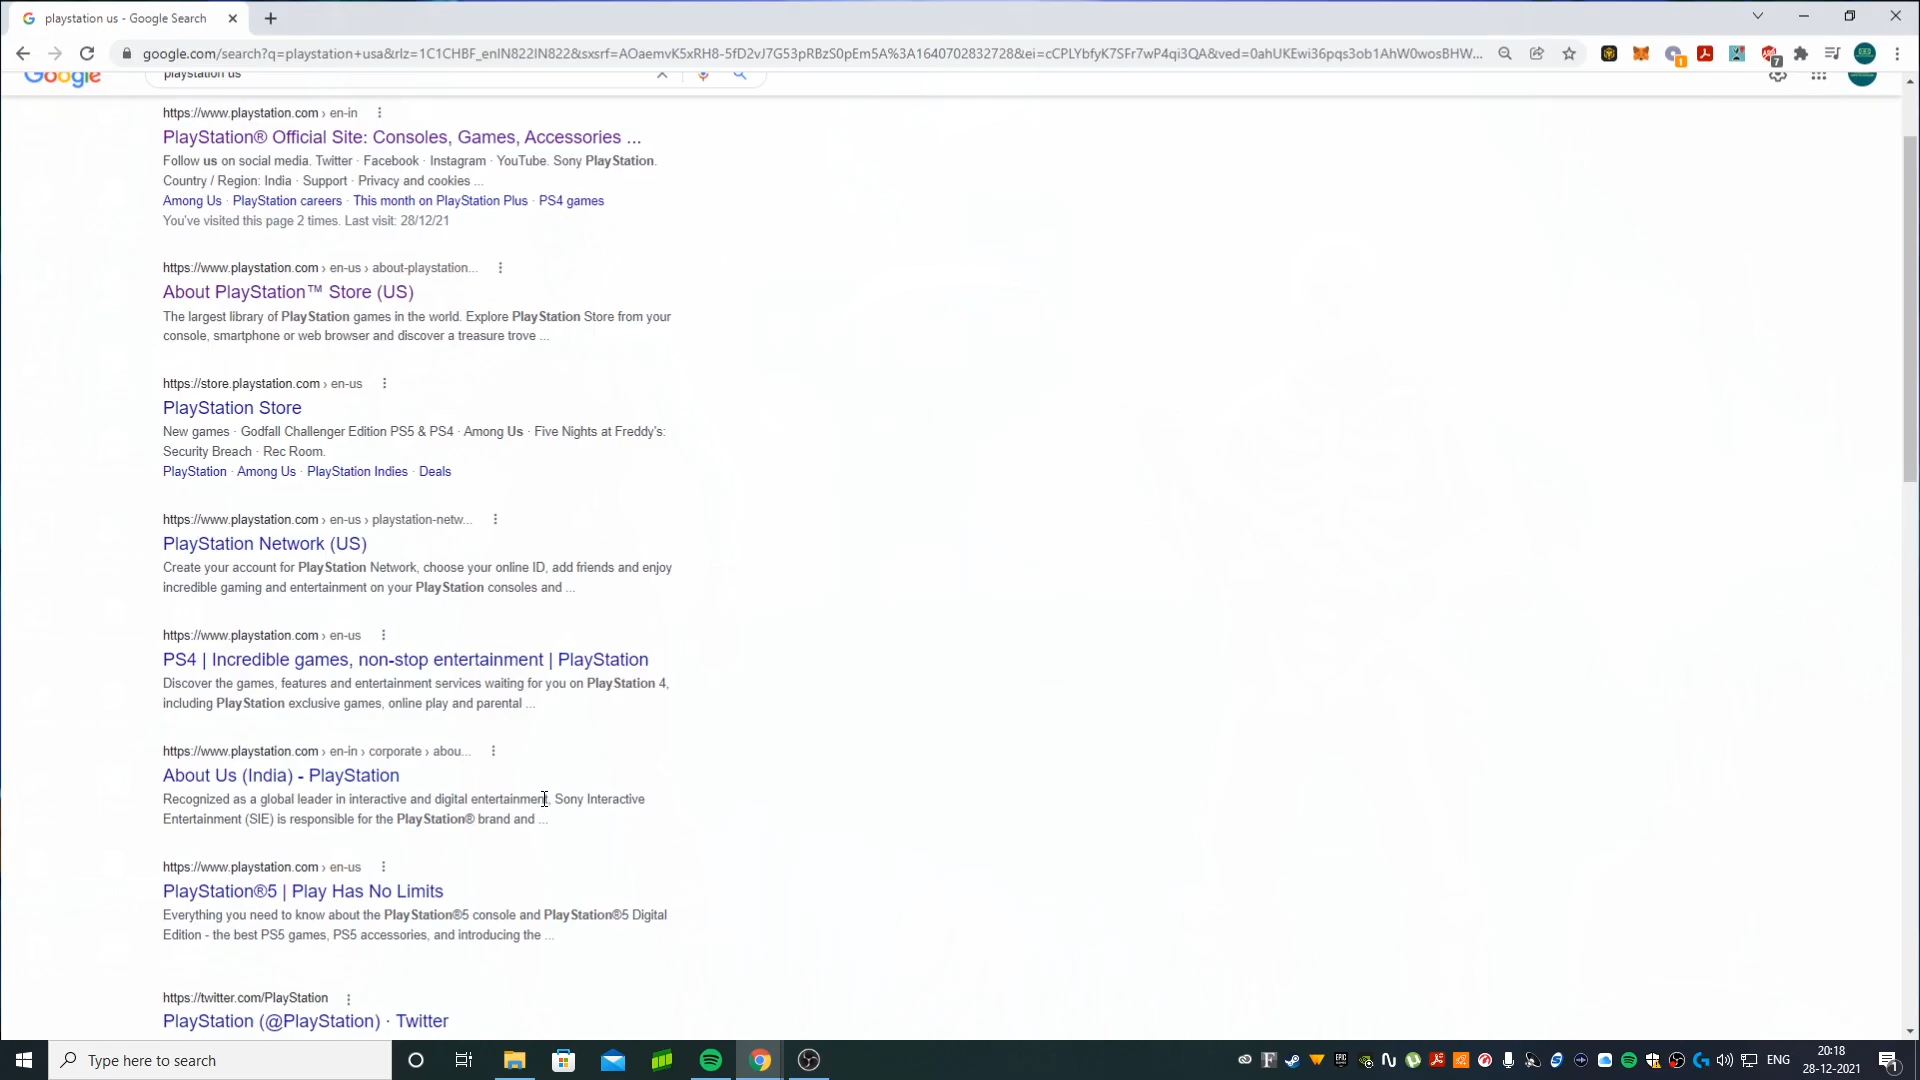 playstation us - Google Search
google.com/search?q=playstation+usa&rlz=1C1CHBF_enIN822IN822&sxsrf=AOaemvK5xRH8-5fD2vJ7G53pRBzS0pEm5A%3A1640702832728&ei=cCPLYbfyK7SFr7wP4qi3QA&ved=0ahUKEwi36pqs3ob1AhW0wosBHW...
Google
playstation us
https://www.playstation.com › en-in
PlayStation® Official Site: Consoles, Games, Accessories ...
Follow us on social media. Twitter · Facebook · Instagram · YouTube. Sony PlayStation.
Country / Region: India · Support · Privacy and cookies ...
Among Us · PlayStation careers · This month on PlayStation Plus · PS4 games
You've visited this page 2 times. Last visit: 28/12/21
https://www.playstation.com › en-us › about-playstation...
About PlayStation™ Store (US)
The largest library of PlayStation games in the world. Explore PlayStation Store from your
console, smartphone or web browser and discover a treasure trove ...
https://store.playstation.com › en-us
PlayStation Store
New games · Godfall Challenger Edition PS5 & PS4 · Among Us · Five Nights at Freddy's:
Security Breach · Rec Room.
PlayStation · Among Us · PlayStation Indies · Deals
https://www.playstation.com › en-us › playstation-netw...
PlayStation Network (US)
Create your account for PlayStation Network, choose your online ID, add friends and enjoy
incredible gaming and entertainment on your PlayStation consoles and ...
https://www.playstation.com › en-us
PS4 | Incredible games, non-stop entertainment | PlayStation
Discover the games, features and entertainment services waiting for you on PlayStation 4,
including PlayStation exclusive games, online play and parental ...
https://www.playstation.com › en-in › corporate › abou...
About Us (India) - PlayStation
Recognized as a global leader in interactive and digital entertainment, Sony Interactive
Entertainment (SIE) is responsible for the PlayStation® brand and ...
https://www.playstation.com › en-us
PlayStation®5 | Play Has No Limits
Everything you need to know about the PlayStation®5 console and PlayStation®5 Digital
Edition - the best PS5 games, PS5 accessories, and introducing the ...
https://twitter.com/PlayStation
PlayStation (@PlayStation) · Twitter
Type here to search
ENG
20:18
28-12-2021